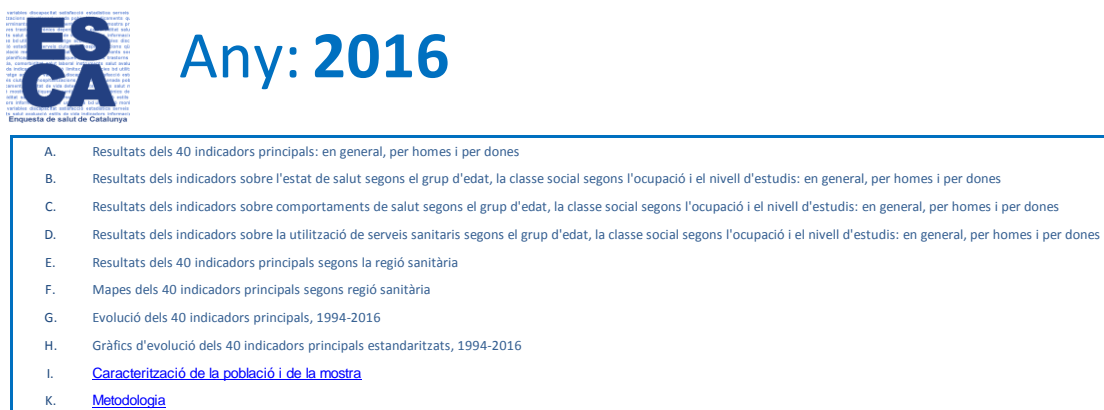 ESCA
Enquesta de salut de Catalunya
Any: 2016
A. Resultats dels 40 indicadors principals: en general, per homes i per dones
B. Resultats dels indicadors sobre l'estat de salut segons el grup d'edat, la classe social segons l'ocupació i el nivell d'estudis: en general, per homes i per dones
C. Resultats dels indicadors sobre comportaments de salut segons el grup d'edat, la classe social segons l'ocupació i el nivell d'estudis: en general, per homes i per dones
D. Resultats dels indicadors sobre la utilització de serveis sanitaris segons el grup d'edat, la classe social segons l'ocupació i el nivell d'estudis: en general, per homes i per dones
E. Resultats dels 40 indicadors principals segons la regió sanitària
F. Mapes dels 40 indicadors principals segons regió sanitària
G. Evolució dels 40 indicadors principals, 1994-2016
H. Gràfics d'evolució dels 40 indicadors principals estandaritzats, 1994-2016
I. Caracterització de la població i de la mostra
K. Metodologia